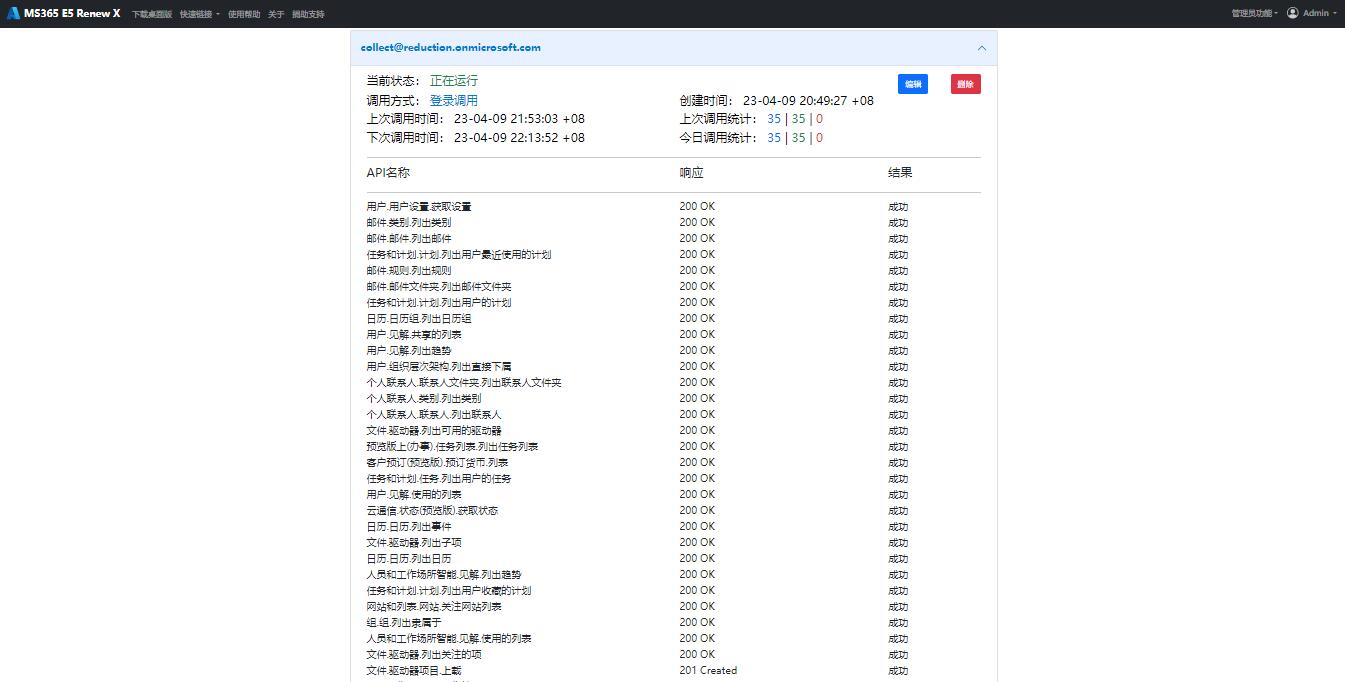 MS365 E5 Renew X 下载桌面版 快速链接 使用帮助 关于 捐助支持 管理员功能 Admin
collect@reduction.onmicrosoft.com
当前状态： 正在运行 编辑 删除
调用方式： 登录调用 创建时间： 23-04-09 20:49:27 +08
上次调用时间： 23-04-09 21:53:03 +08 上次调用统计： 35 | 35 | 0
下次调用时间： 23-04-09 22:13:52 +08 今日调用统计： 35 | 35 | 0
API名称 响应 结果
用户.用户设置.获取设置 200 OK 成功
邮件.类别.列出类别 200 OK 成功
邮件.邮件.列出邮件 200 OK 成功
任务和计划.计划.列出用户最近使用的计划 200 OK 成功
邮件.规则.列出规则 200 OK 成功
邮件.邮件文件夹.列出邮件文件夹 200 OK 成功
任务和计划.计划.列出用户的计划 200 OK 成功
日历.日历组.列出日历组 200 OK 成功
用户.见解.共享的列表 200 OK 成功
用户.见解.列出趋势 200 OK 成功
用户.组织层次架构.列出直接下属 200 OK 成功
个人联系人.联系人文件夹.列出联系人文件夹 200 OK 成功
个人联系人.类别.列出类别 200 OK 成功
个人联系人.联系人.列出联系人 200 OK 成功
文件.驱动器.列出可用的驱动器 200 OK 成功
预览版上(办事).任务列表.列出任务列表 200 OK 成功
客户预订(预览版).预订货币.列表 200 OK 成功
任务和计划.任务.列出用户的任务 200 OK 成功
用户.见解.使用的列表 200 OK 成功
云通信.状态(预览版).获取状态 200 OK 成功
日历.日历.列出事件 200 OK 成功
文件.驱动器.列出子项 200 OK 成功
日历.日历.列出日历 200 OK 成功
人员和工作场所智能.见解.列出趋势 200 OK 成功
任务和计划.计划.列出用户收藏的计划 200 OK 成功
网站和列表.网站.关注网站列表 200 OK 成功
组.组.列出隶属于 200 OK 成功
人员和工作场所智能.见解.使用的列表 200 OK 成功
文件.驱动器.列出关注的项 200 OK 成功
文件.驱动器项目.上载 201 Created 成功